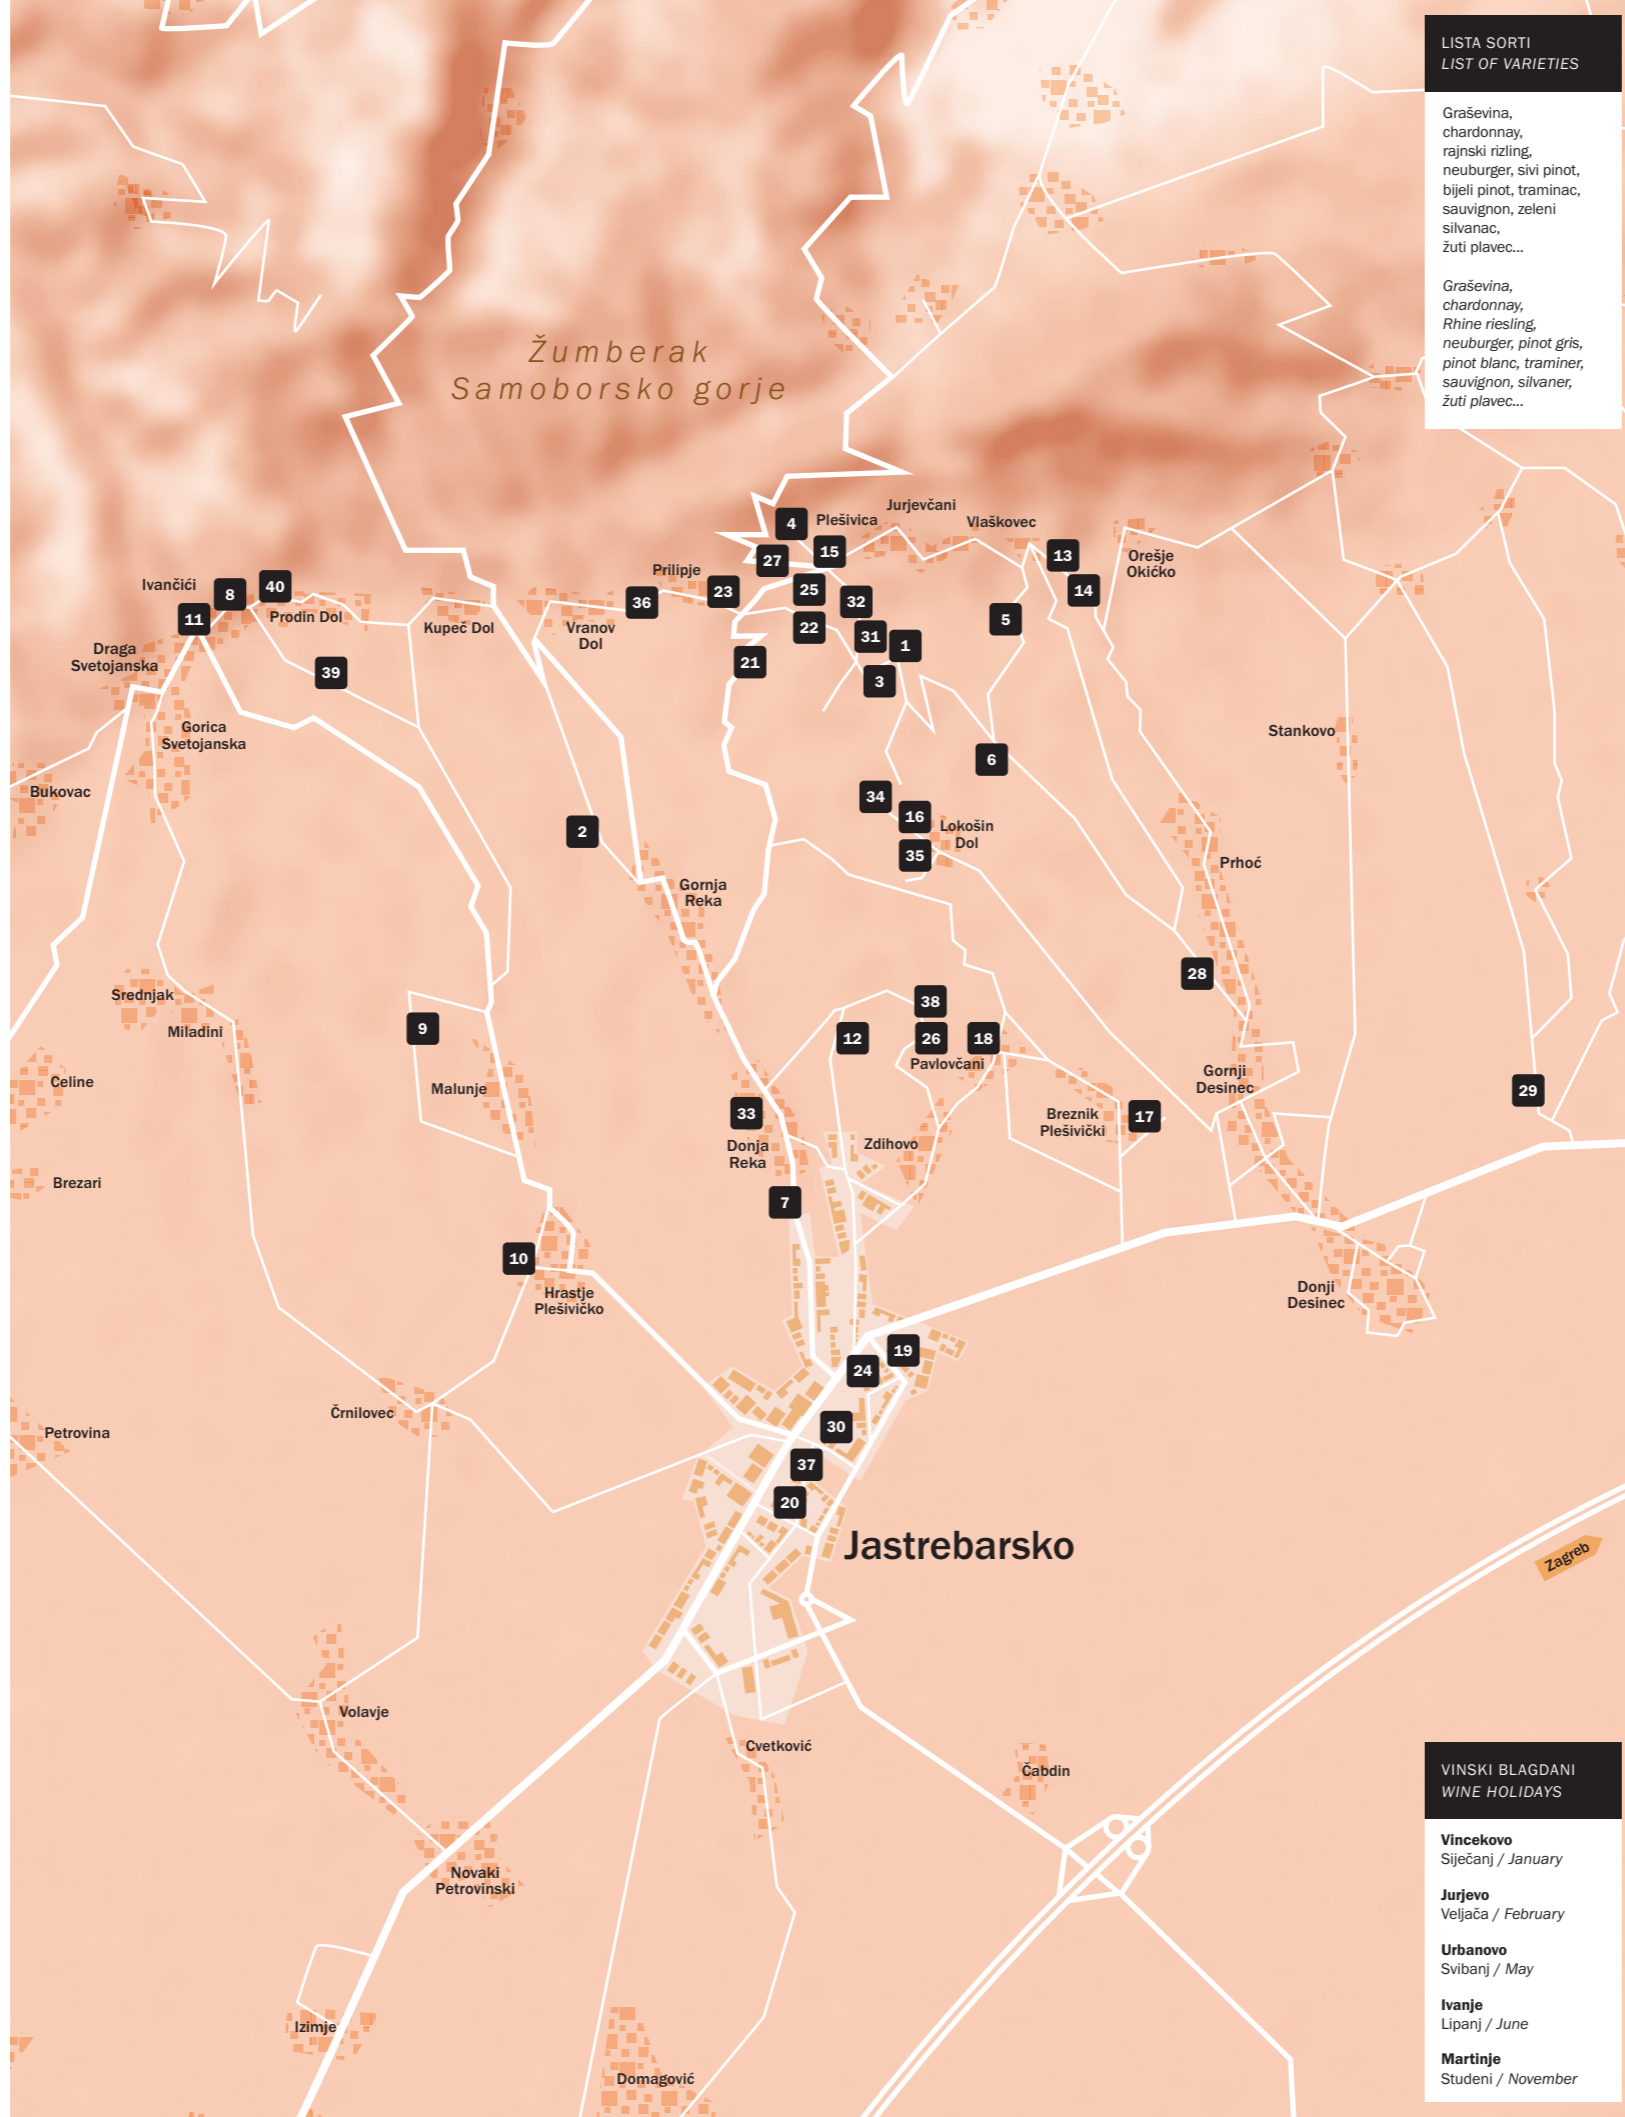 LISTA SORTI
LIST OF VARIETIES
Graševina,
chardonnay,
rajnski rizling,
neuburger, sivi pinot,
bijeli pinot, traminac,
sauvignon, zeleni
silvanac,
žuti plavec...
Graševina,
chardonnay,
Rhine riesling,
neuburger, pinot gris,
pinot blanc, traminer,
sauvignon, silvaner,
žuti plavec...
Žumberak
Samoborsko gorje
Jurjevčani
4
Plešivica
Vlaškovec
15
13
Orešje
Okićko
27
Prilipje
Ivančići
8
40
23
25
14
36
32
11
Prodin Dol
Kupeč Dol
Vranov
Dol
22
5
31
1
Draga
Svetojanska
39
21
3
Gorica
Svetojanska
Stankovo
6
Bukovac
34
16
Lokošin
Dol
2
35
Prhoć
Gornja
Reka
28
Srednjak
38
Miladini
9
12
26
18
Pavlovčani
Celine
Malunje
Gornji
Desinec
29
33
Breznik
Plešivički
17
Donja
Reka
Zdihovo
Brezari
7
10
Hrastje
Plešivičko
Donji
Desinec
19
24
Črnilovec
30
Petrovina
37
20
Jastrebarsko
Zagreb
Volavje
Cvetković
Čabdin
Novaki
Petrovinski
Izimje
Domagović
VINSKI BLAGDANI
WINE HOLIDAYS
Vincekovo
Siječanj / January
Jurjevo
Veljača / February
Urbanovo
Svibanj / May
Ivanje
Lipanj / June
Martinje
Studeni / November